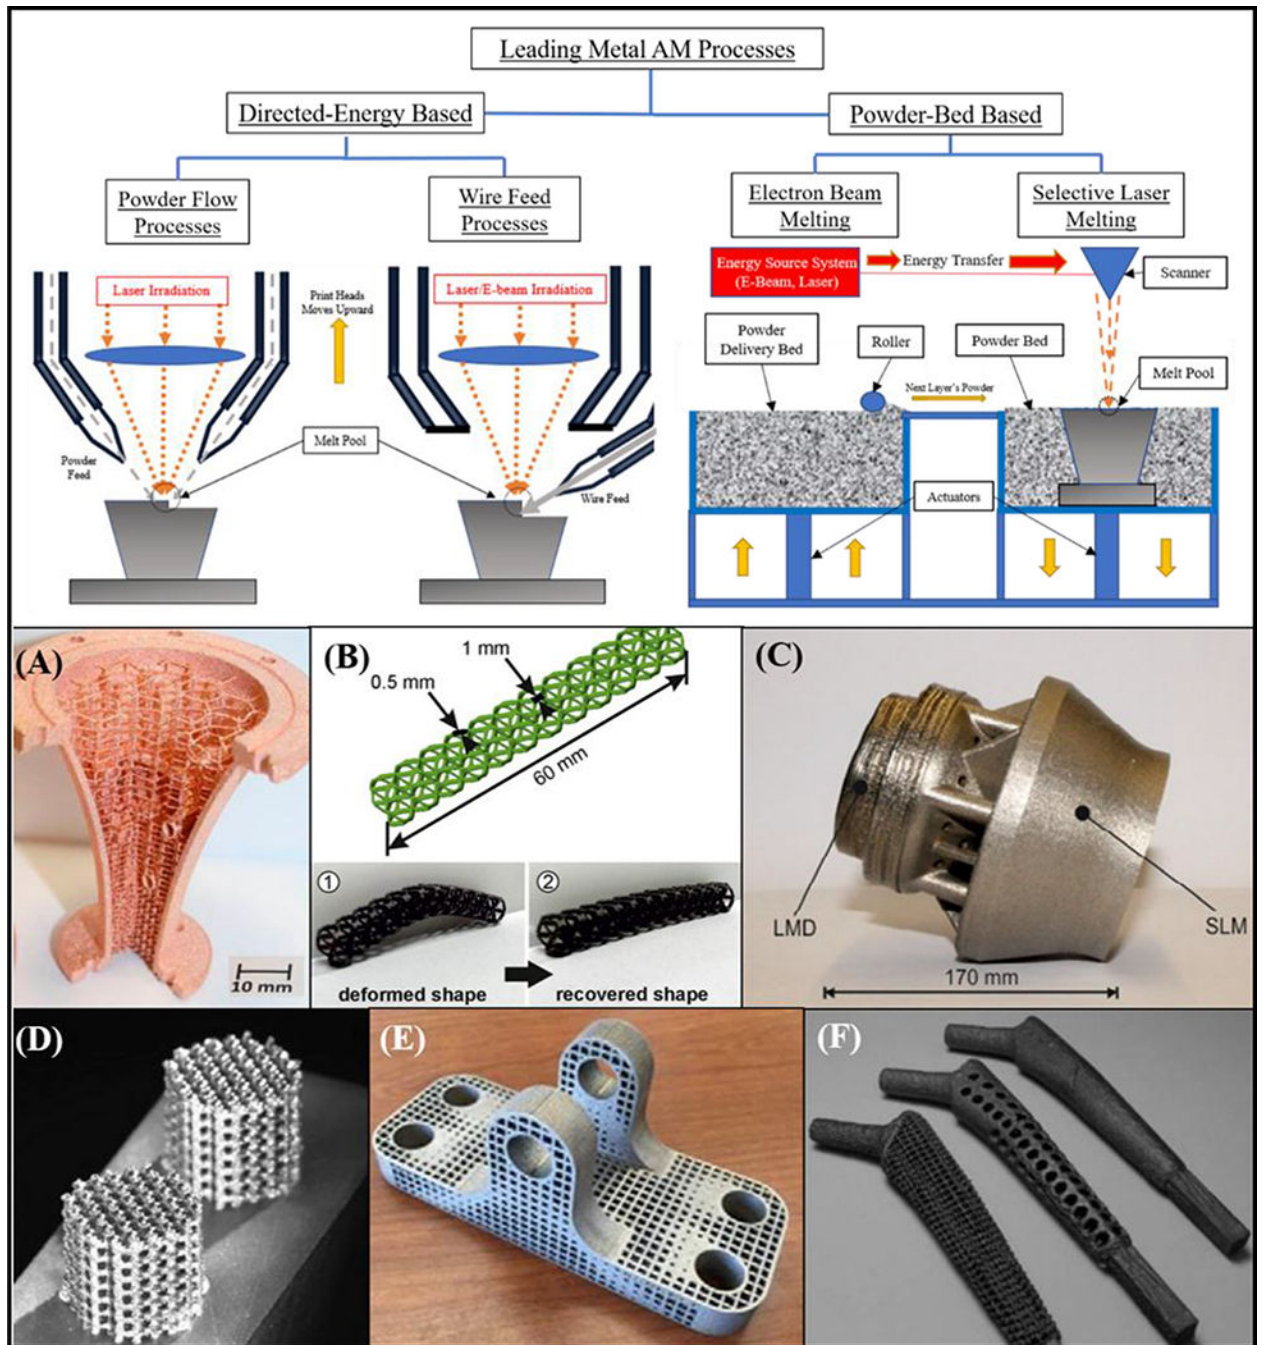 Leading Metal AM Processes
Directed-Energy Based
Powder-Bed Based
Powder Flow
Processes
Wire Feed
Processes
Electron Beam
Melting
Selective Laser
Melting
Laser Irradiation
Print Heads
Moves Upward
Laser/E-beam Irradiation
Energy Source System
(E-Beam, Laser)
Energy Transfer
Scanner
Powder
Delivery Bed
Roller
Powder Bed
Next Layer's Powder
Melt Pool
Powder
Feed
Melt Pool
Wire Feed
Actuators
(A)
10 mm
(B)
1 mm
0.5 mm
60 mm
1
deformed shape
2
recovered shape
(C)
LMD
SLM
170 mm
(D)
(E)
(F)